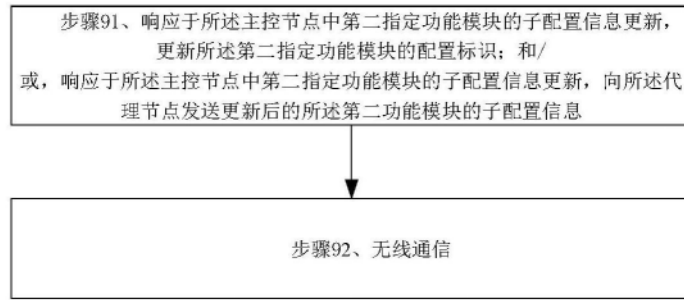 步骤91、响应于所述主控节点中第二指定功能模块的子配置信息更新，
更新所述第二指定功能模块的配置标识；和/
或，响应于所述主控节点中第二指定功能模块的子配置信息更新，向所述代
理节点发送更新后的所述第二功能模块的子配置信息
步骤92、无线通信